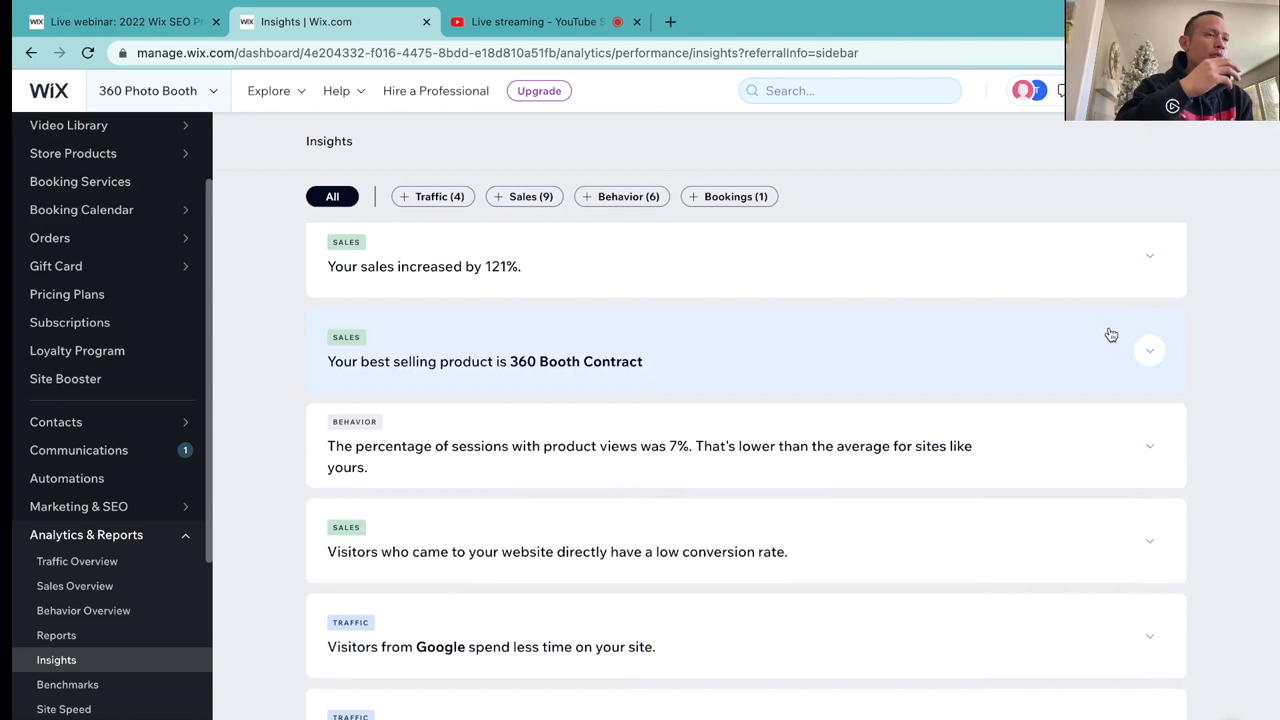 Live webinar: 2022 Wix SEO P
Insights | Wix.com
Live streaming - YouTube S
manage.wix.com/dashboard/4e204332-f016-4475-8bdd-e18d810a51fb/analytics/performance/insights?referralInfo=sidebar
WiX
360 Photo Booth
Explore
Help
Hire a Professional
Upgrade
Search...
T
Video Library
Store Products
Booking Services
Booking Calendar
Orders
Gift Card
Pricing Plans
Subscriptions
Loyalty Program
Site Booster
Contacts
Communications 1
Automations
Marketing & SEO
Analytics & Reports
Traffic Overview
Sales Overview
Behavior Overview
Reports
Insights
Benchmarks
Site Speed
Insights
All
+ Traffic (4)
+ Sales (9)
+ Behavior (6)
+ Bookings (1)
SALES
Your sales increased by 121%.
SALES
Your best selling product is 360 Booth Contract
BEHAVIOR
The percentage of sessions with product views was 7%. That's lower than the average for sites like
yours.
SALES
Visitors who came to your website directly have a low conversion rate.
TRAFFIC
Visitors from Google spend less time on your site.
TRAFFIC